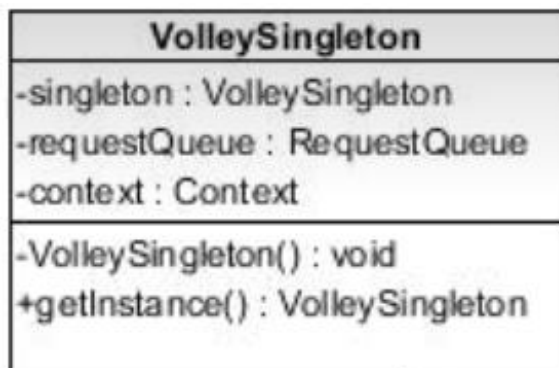 VolleySingleton
-singleton : VolleySingleton
-requestQueue : RequestQueue
-context : Context
-VolleySingleton() : void
+getInstance() : VolleySingleton